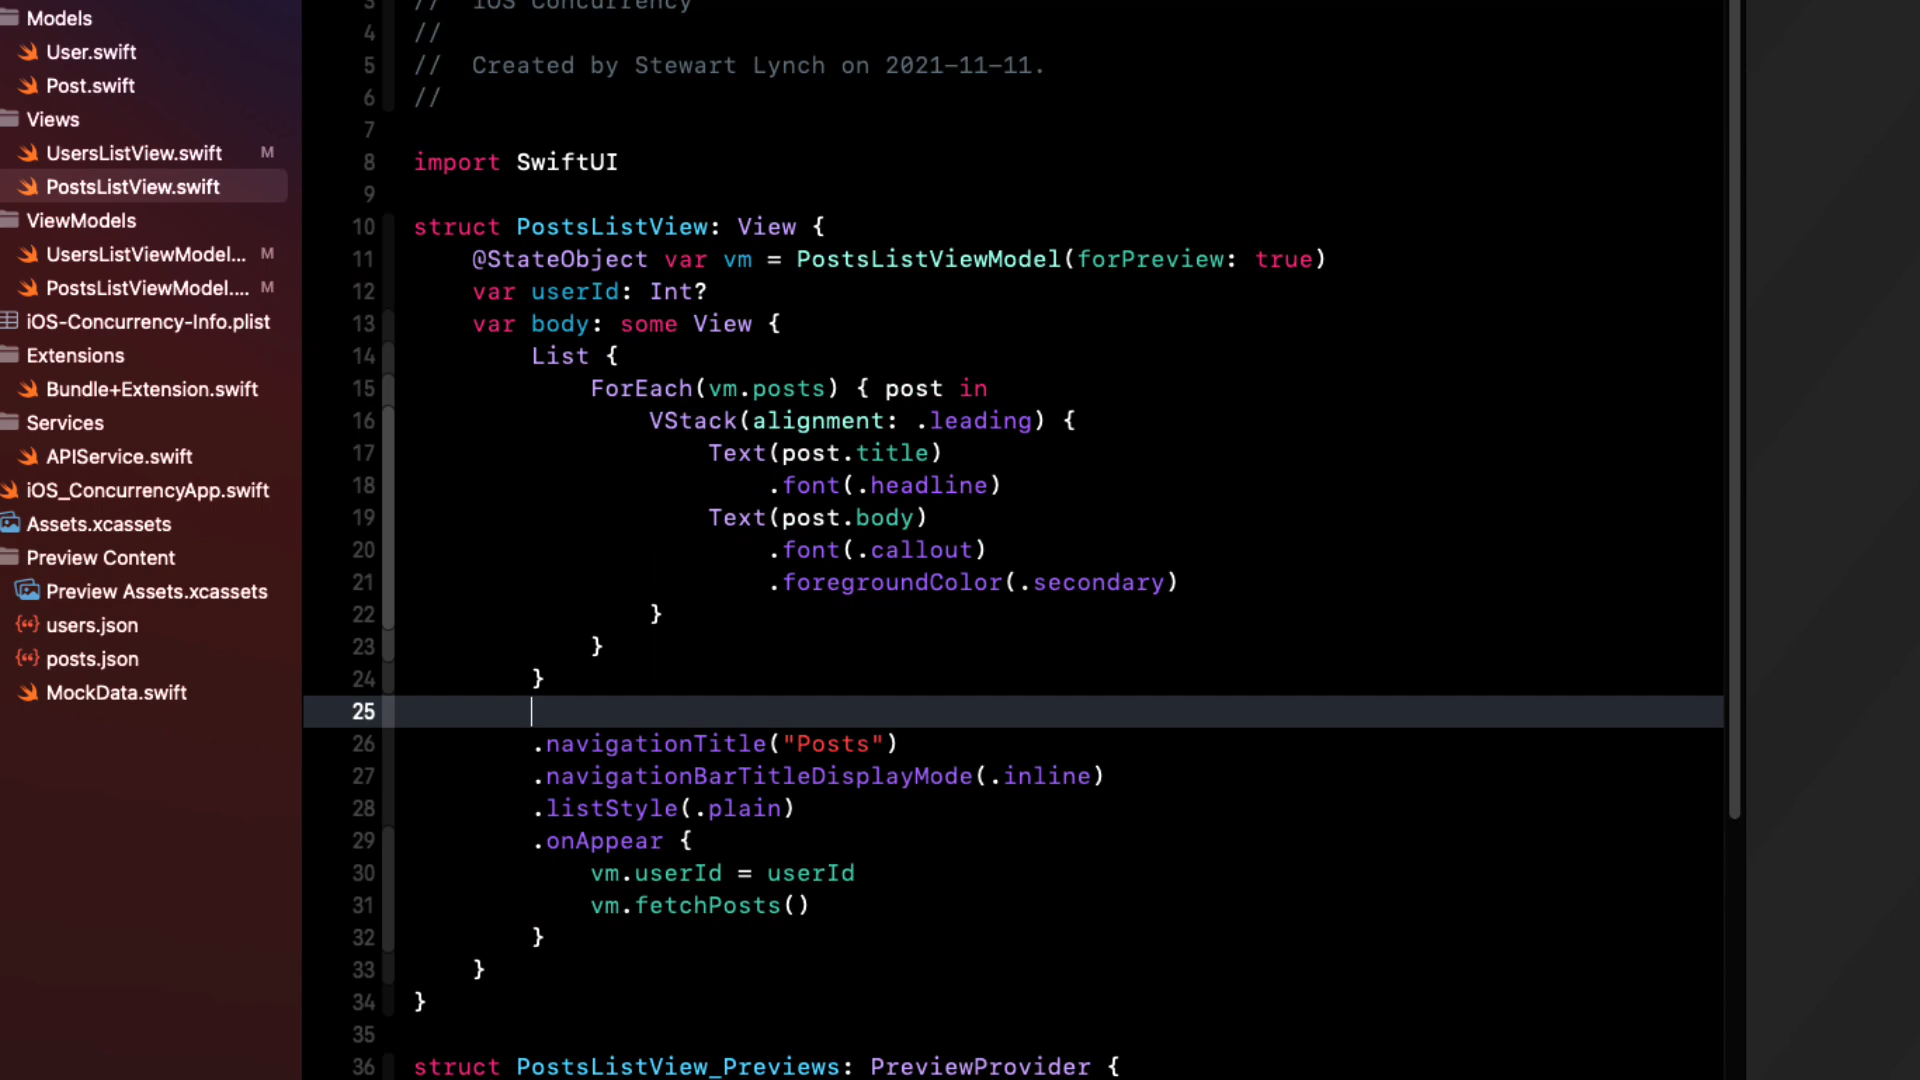 Models
User.swift
Post.swift
Views
UsersListView.swift M
PostsListView.swift
ViewModels
UsersListViewModel... M
PostsListViewModel.... M
iOS-Concurrency-Info.plist
Extensions
Bundle+Extension.swift
Services
APIService.swift
iOS_ConcurrencyApp.swift
Assets.xcassets
Preview Content
Preview Assets.xcassets
users.json
posts.json
MockData.swift
3 // iOS Concurrency
4 //
5 // Created by Stewart Lynch on 2021-11-11.
6 //
7
8 import SwiftUI
9
10 struct PostsListView: View {
11 @StateObject var vm = PostsListViewModel(forPreview: true)
12 var userId: Int?
13 var body: some View {
14 List {
15 ForEach(vm.posts) { post in
16 VStack(alignment: .leading) {
17 Text(post.title)
18 .font(.headline)
19 Text(post.body)
20 .font(.callout)
21 .foregroundColor(.secondary)
22 }
23 }
24 }
25
26 .navigationTitle("Posts")
27 .navigationBarTitleDisplayMode(.inline)
28 .listStyle(.plain)
29 .onAppear {
30 vm.userId = userId
31 vm.fetchPosts()
32 }
33 }
34 }
35
36 struct PostsListView_Previews: PreviewProvider {